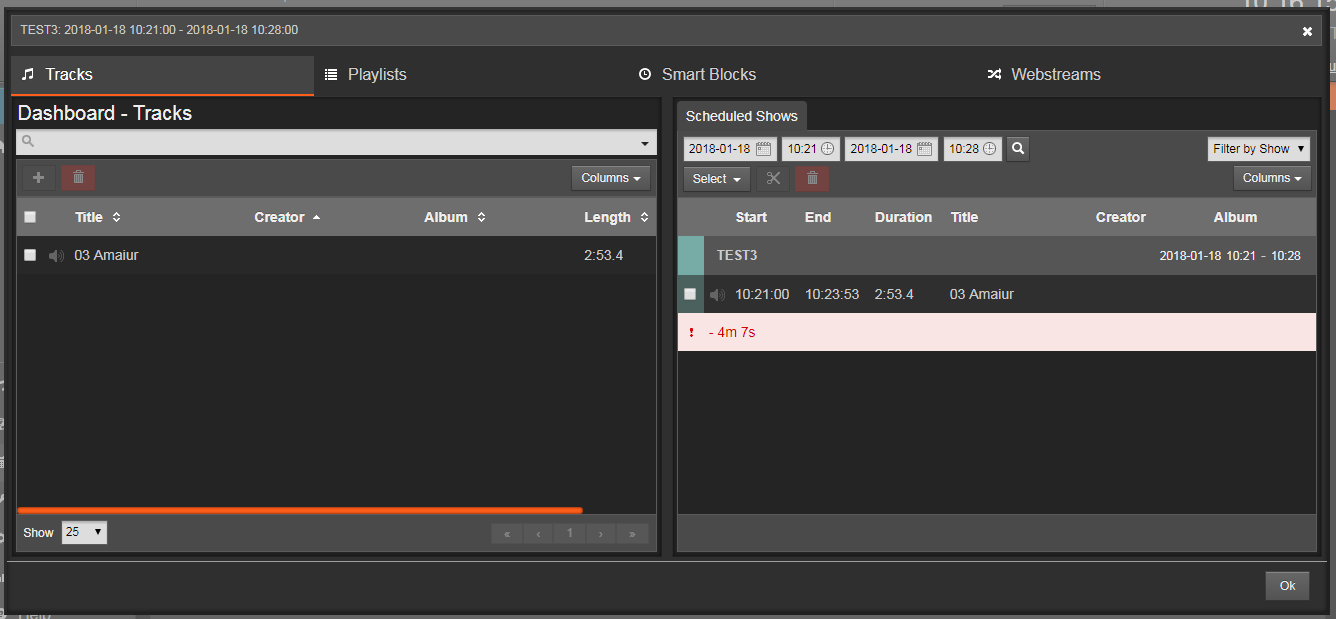 TEST3: 2018-01-18 10:21:00 - 2018-01-18 10:28:00
Tracks
Playlists
Smart Blocks
Webstreams
Dashboard - Tracks
Columns
Title Creator Album Length
03 Amaiur 2:53.4
Show 25
« ‹ 1 › »
Scheduled Shows
2018-01-18 10:21 2018-01-18 10:28 Filter by Show
Select Columns
Start End Duration Title Creator Album
TEST3 2018-01-18 10:21 - 10:28
10:21:00 10:23:53 2:53.4 03 Amaiur
! - 4m 7s
Ok